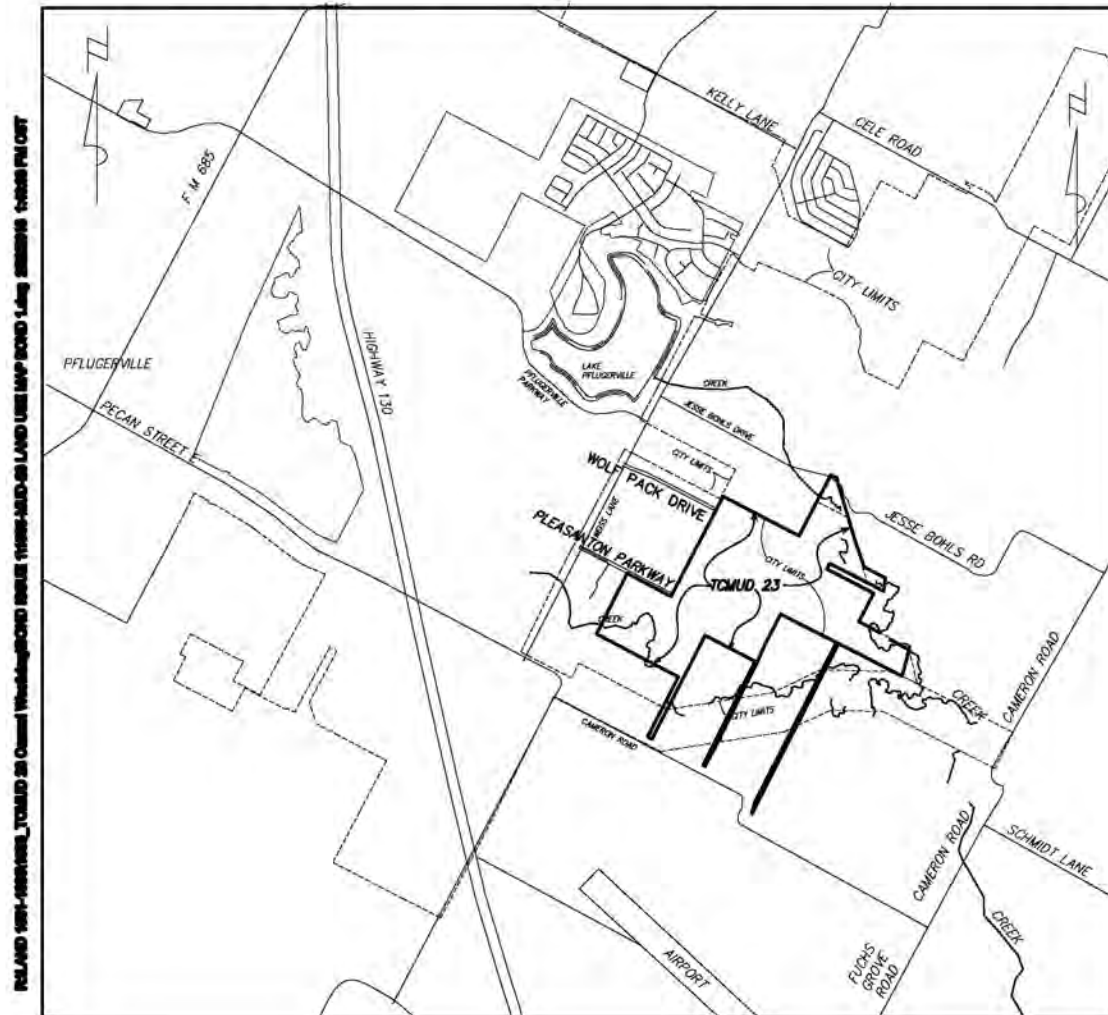 KELLY LANE
CELE ROAD
F M 685
CITY LIMITS
HIGHWAY 130
PFLUGERVILLE
LAKE
PFLUGERVILLE
PFLUGERVILLE
PARKWAY
CREEK
JESSE BOHLS DRIVE
PECAN STREET
CITY LIMITS
WOLF PACK DRIVE
WEISS LANE
JESSE BOHLS RD
PLEASANTON PARKWAY
CITY LIMITS
TCMUD 23
CREEK
CAMERON ROAD
CREEK
CITY LIMITS
CAMERON ROAD
SCHMIDT LANE
CAMERON ROAD
CREEK
AIRPORT
FUCHS
GROVE
ROAD